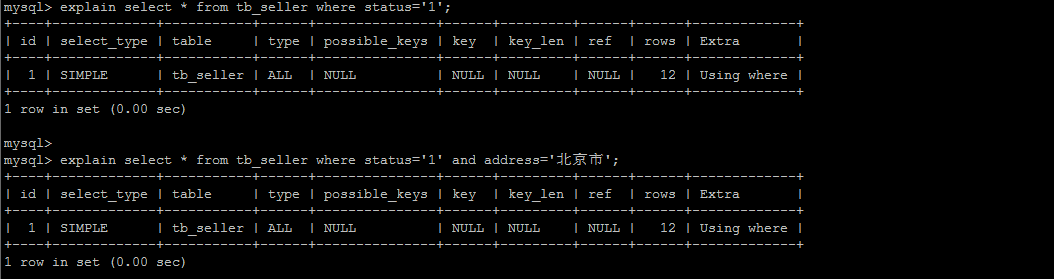 mysql> explain select * from tb_seller where status='1';
+----+-------------+-----------+------+---------------+------+---------+------+------+-------------+
| id | select_type | table     | type | possible_keys | key  | key_len | ref  | rows | Extra       |
+----+-------------+-----------+------+---------------+------+---------+------+------+-------------+
|  1 | SIMPLE      | tb_seller | ALL  | NULL          | NULL | NULL    | NULL |   12 | Using where |
+----+-------------+-----------+------+---------------+------+---------+------+------+-------------+
1 row in set (0.00 sec)
mysql>
mysql> explain select * from tb_seller where status='1' and address='北京市';
+----+-------------+-----------+------+---------------+------+---------+------+------+-------------+
| id | select_type | table     | type | possible_keys | key  | key_len | ref  | rows | Extra       |
+----+-------------+-----------+------+---------------+------+---------+------+------+-------------+
|  1 | SIMPLE      | tb_seller | ALL  | NULL          | NULL | NULL    | NULL |   12 | Using where |
+----+-------------+-----------+------+---------------+------+---------+------+------+-------------+
1 row in set (0.00 sec)